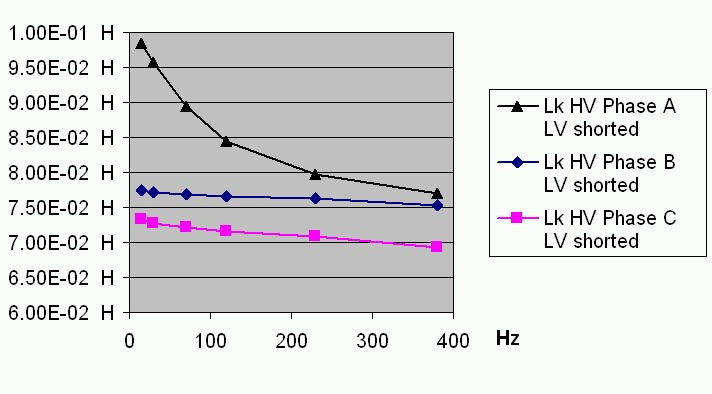 1.00E-01 H
9.50E-02 H
9.00E-02 H
8.50E-02 H
8.00E-02 H
7.50E-02 H
7.00E-02 H
6.50E-02 H
6.00E-02 H
0 100 200 300 400 Hz
Lk HV Phase A
LV shorted
Lk HV Phase B
LV shorted
Lk HV Phase C
LV shorted